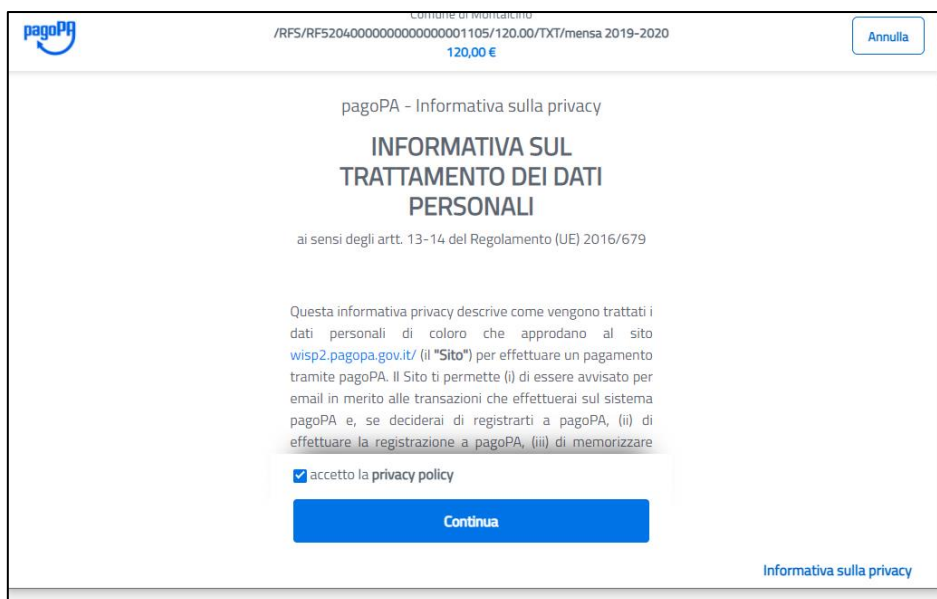 pagoPA
Comune di Montalcino
/RFS/RF52040000000000000001105/120.00/TXT/mensa 2019-2020
120,00 €
Annulla
pagoPA - Informativa sulla privacy
INFORMATIVA SUL
TRATTAMENTO DEI DATI
PERSONALI
ai sensi degli artt. 13-14 del Regolamento (UE) 2016/679
Questa informativa privacy descrive come vengono trattati i
dati personali di coloro che approdano al sito
wisp2.pagopa.gov.it/ (il "Sito") per effettuare un pagamento
tramite pagoPA. Il Sito ti permette (i) di essere avvisato per
email in merito alle transazioni che effettuerai sul sistema
pagoPA e, se deciderai di registrarti a pagoPA, (ii) di
effettuare la registrazione a pagoPA, (iii) di memorizzare
accetto la privacy policy
Continua
Informativa sulla privacy